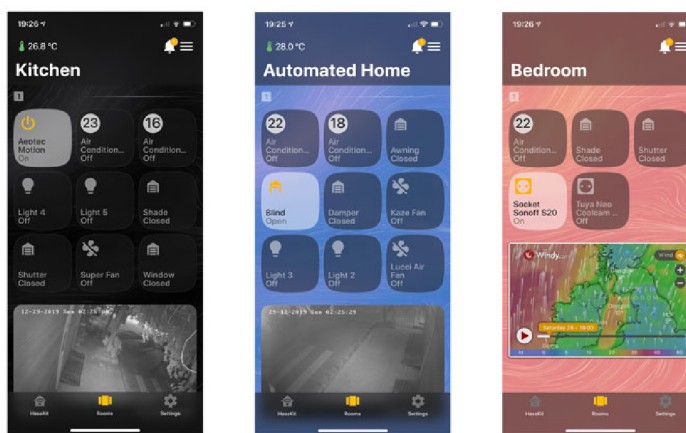 19:26
26.8 °C
Kitchen
1
Aeotec
Motion
On
23
Air
Condition...
Off
16
Air
Condition...
Off
Light 4
Off
Light 5
Off
Shade
Closed
Shutter
Closed
Super Fan
Off
Window
Closed
HassKit
Rooms
Settings
19:25
28.0 °C
Automated Home
1
22
Air
Condition...
Off
18
Air
Condition...
Off
Awning
Closed
Blind
Open
Damper
Closed
Kaze Fan
Off
Light 3
Off
Light 2
Off
Lucci Air
Fan
Off
29-12-2019 Sun 02:25:29
HassKit
Rooms
Settings
19:26
Bedroom
1
22
Air
Condition...
Off
Shade
Closed
Shutter
Closed
Socket
Sonoff S20
On
Tuya Neo
Coolcam ...
Off
Windy
Wind
Saturday 28 - 19:00
HassKit
Rooms
Settings